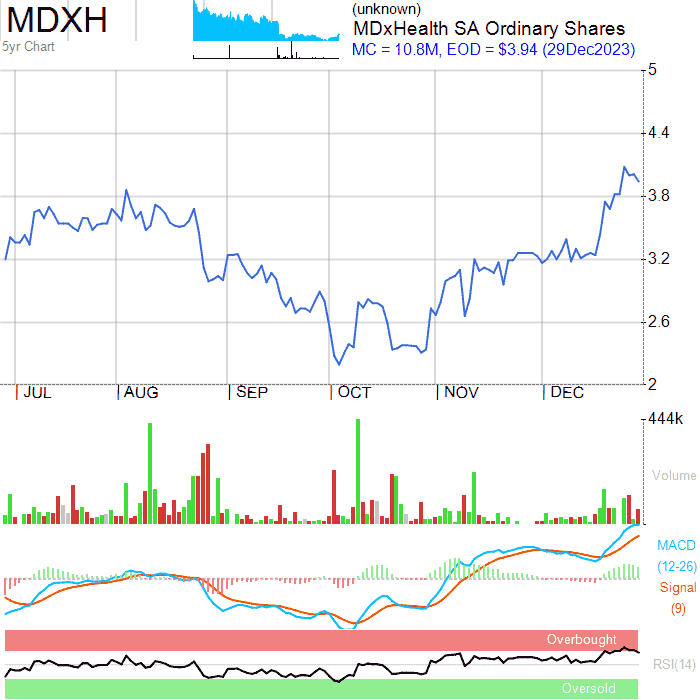 MDXH
5yr Chart
(unknown)
MDxHealth SA Ordinary Shares
MC = 10.8M, EOD = $3.94 (29Dec2023)
5
4.4
3.8
3.2
2.6
2
JUL AUG SEP OCT NOV DEC
444k
Volume
MACD
(12-26)
Signal
(9)
Overbought
RSI(14)
Oversold